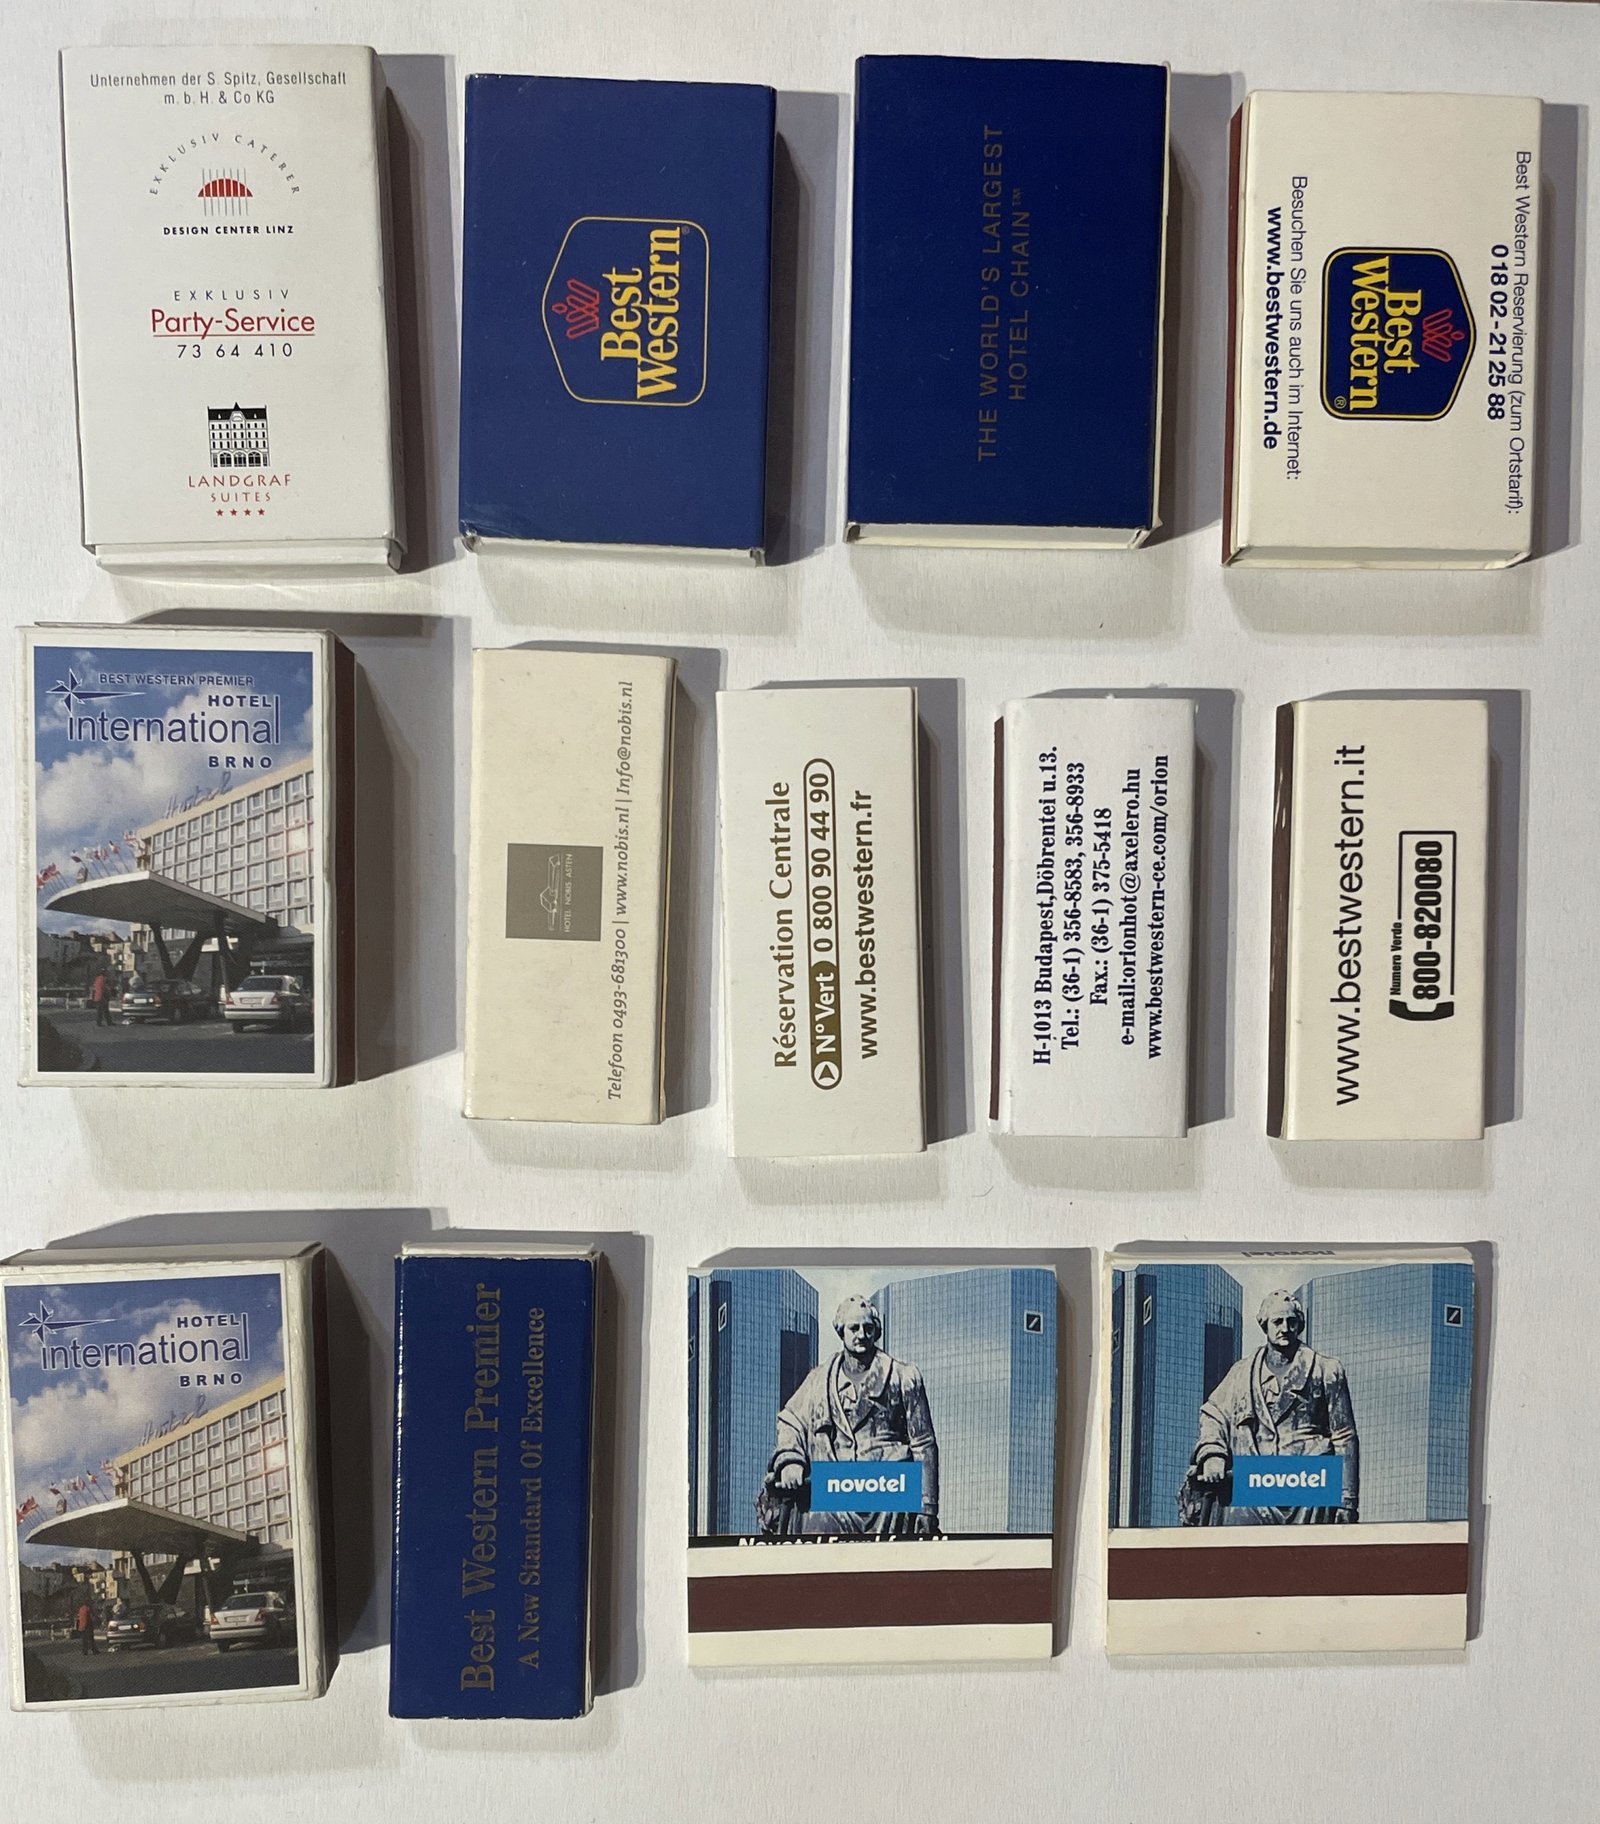 Unternehmen der S. Spitz, Gesellschaft
m. b. H. & Co KG
EXKLUSIV CATERER
DESIGN CENTER LINZ
EXKLUSIV
Party-Service
73 64 410
LANDGRAF
SUITES
Best
Western®
THE WORLD'S LARGEST
HOTEL CHAIN™
Best Western Reservierung (zum Ortstarif):
018 02 - 21 25 88
Best
Western®
Besuchen Sie uns auch im Internet:
www.bestwestern.de
BEST WESTERN PREMIER
HOTEL
international
BRNO
Hotel
HOTEL NOBIS ASTEN
Telefoon 0493-681300 | www.nobis.nl | Info@nobis.nl
Réservation Centrale
N° Vert 0 800 90 44 90
www.bestwestern.fr
H-1013 Budapest,Döbrentei u.13.
Tel.: (36-1) 356-8583, 356-8933
Fax.: (36-1) 375-5418
e-mail:orionhot@axelero.hu
www.bestwestern-ce.com/orion
www.bestwestern.it
Numero Verde
800-820080
HOTEL
international
BRNO
Hotel
Best Western Premier
A New Standard Of Excellence
novotel
novotel
novotel